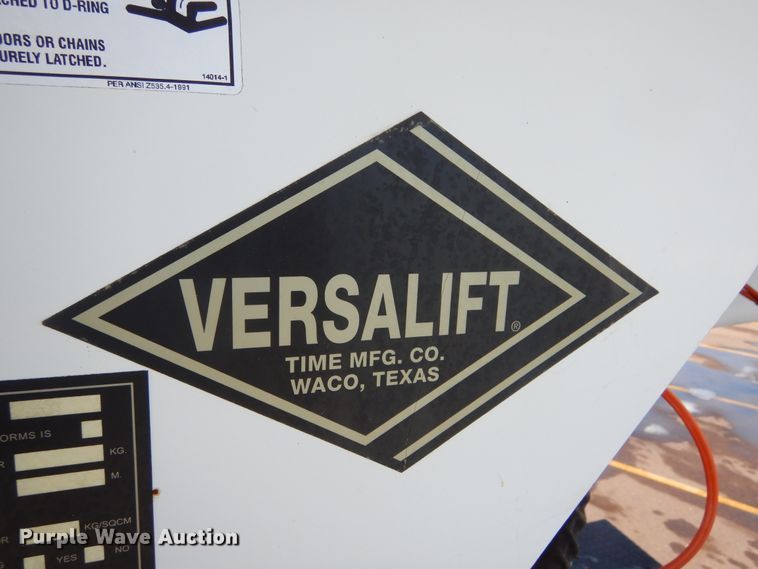 TO D-RING
OORS OR CHAINS
URELY LATCHED.
14014-1
PER ANSI Z535.4-1991
VERSALIFT®
TIME MFG. CO.
WACO, TEXAS
ORMS IS
R KG.
M.
OR KG/SQCM
G YES NO
Purple Wave Auction